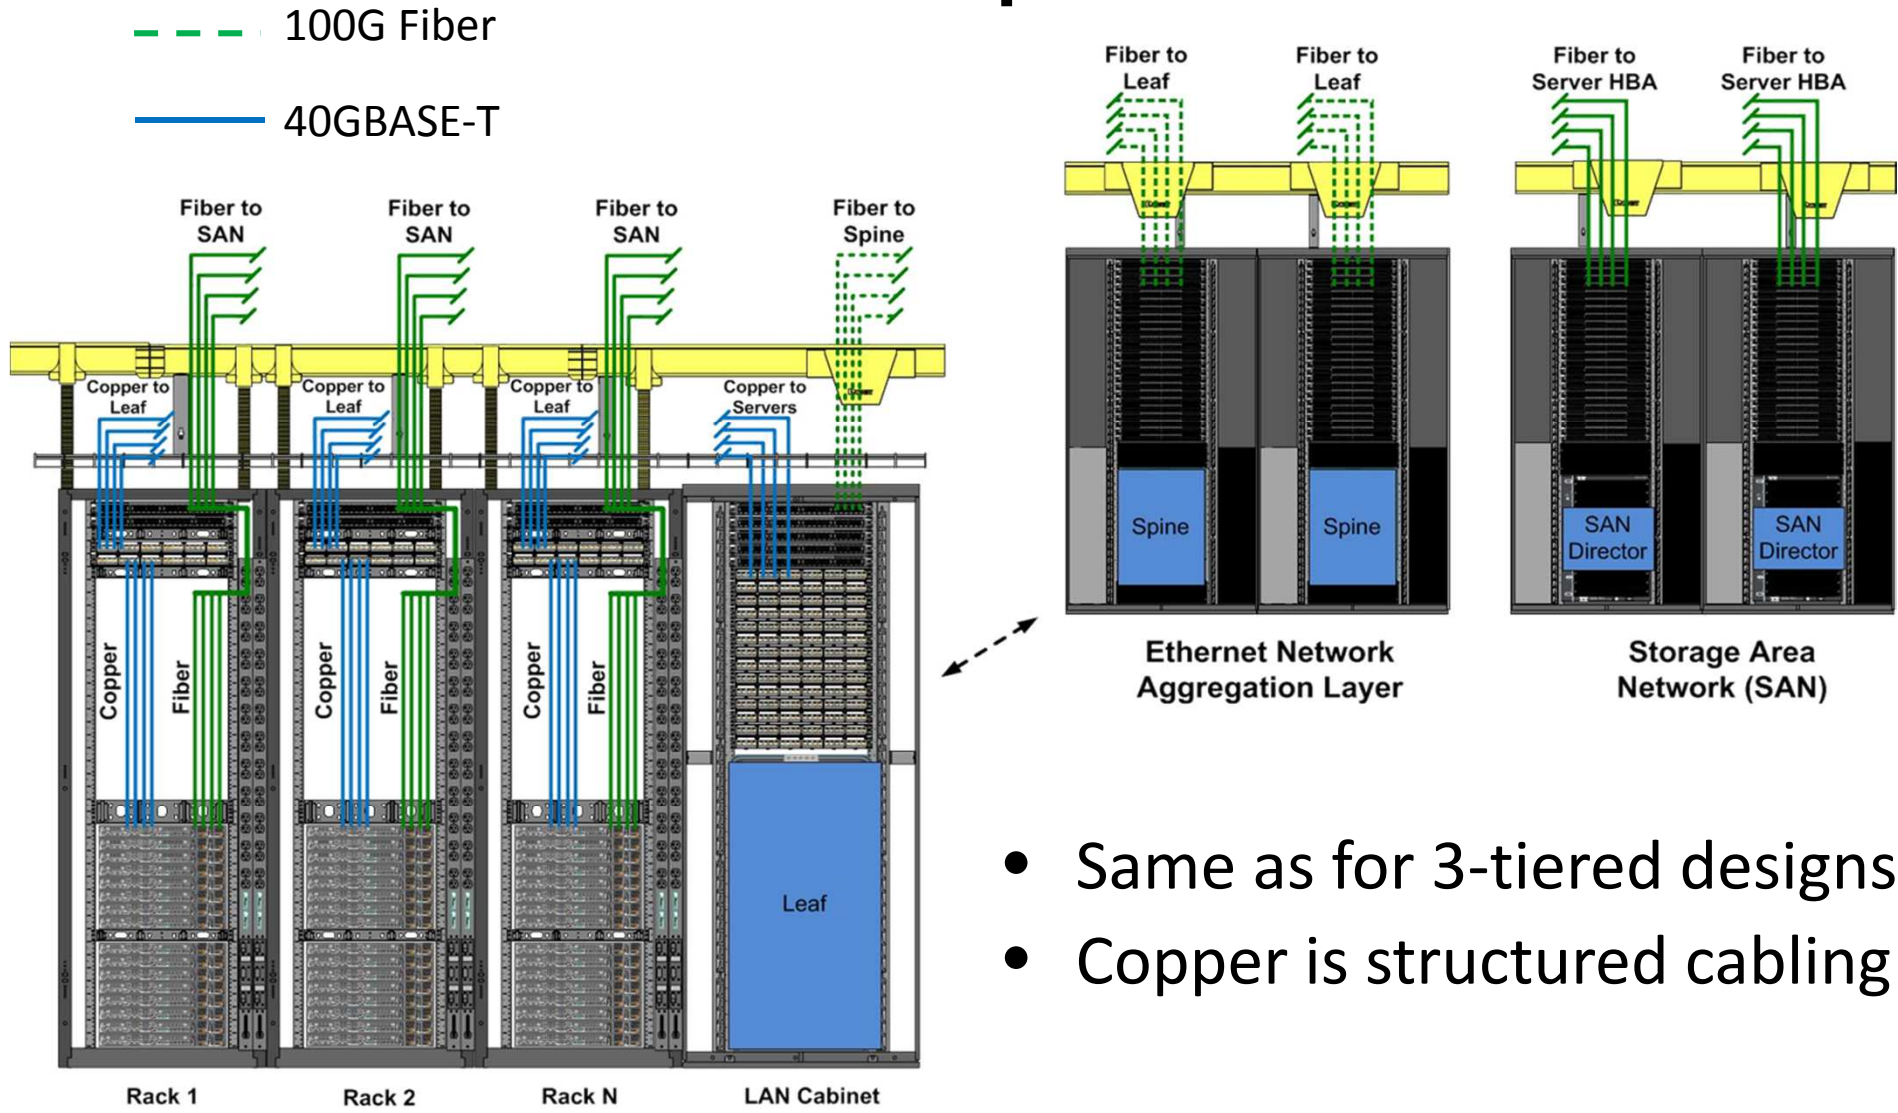 100G Fiber
40GBASE-T
Fiber to
SAN
Fiber to
SAN
Fiber to
SAN
Fiber to
Spine
Copper to
Leaf
Copper to
Leaf
Copper to
Leaf
Copper to
Servers
Copper
Fiber
Copper
Fiber
Copper
Fiber
Leaf
Rack 1
Rack 2
Rack N
LAN Cabinet
Fiber to
Leaf
Fiber to
Leaf
Fiber to
Server HBA
Fiber to
Server HBA
Spine
Spine
SAN
Director
SAN
Director
Ethernet Network
Aggregation Layer
Storage Area
Network (SAN)
• Same as for 3-tiered designs
• Copper is structured cabling